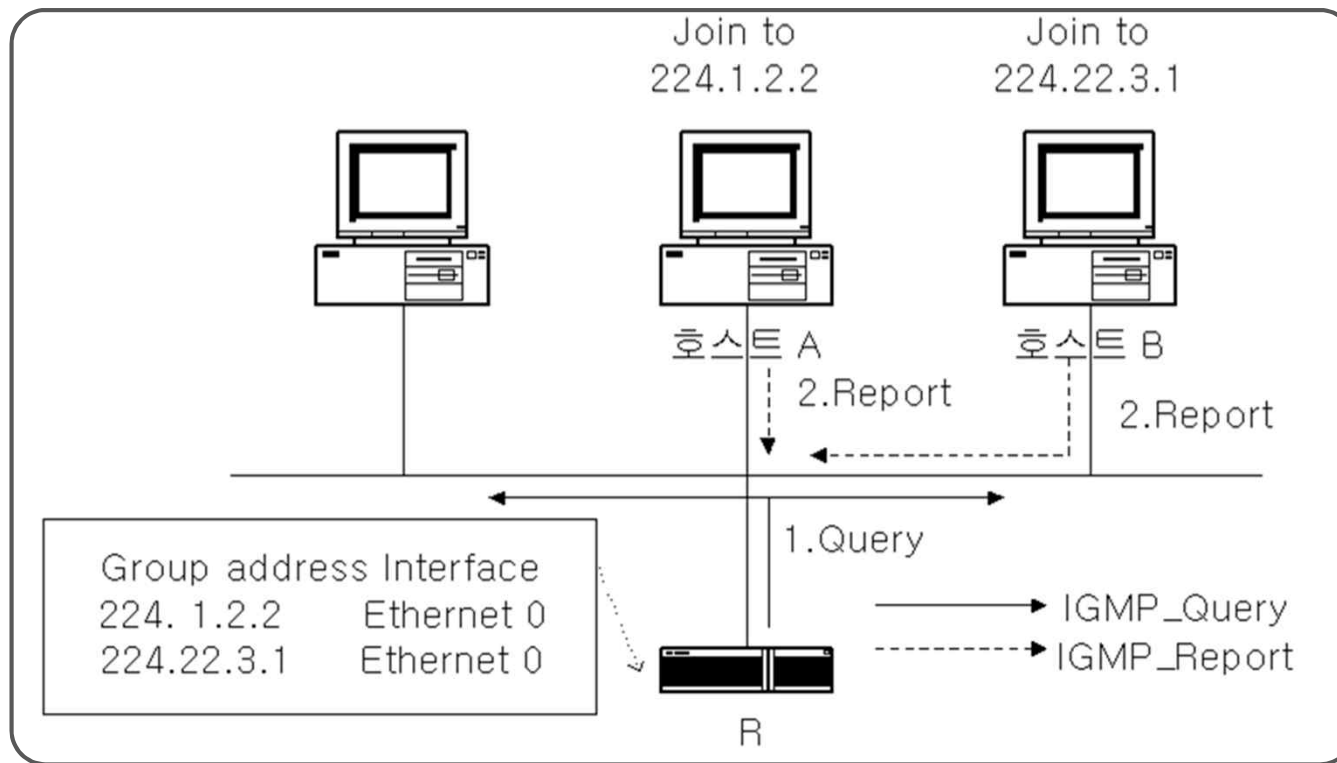 Join to
224.1.2.2
Join to
224.22.3.1
호스트 A
호스트 B
2.Report
2.Report
1.Query
Group address Interface
224. 1.2.2 Ethernet 0
224.22.3.1 Ethernet 0
IGMP_Query
IGMP_Report
R